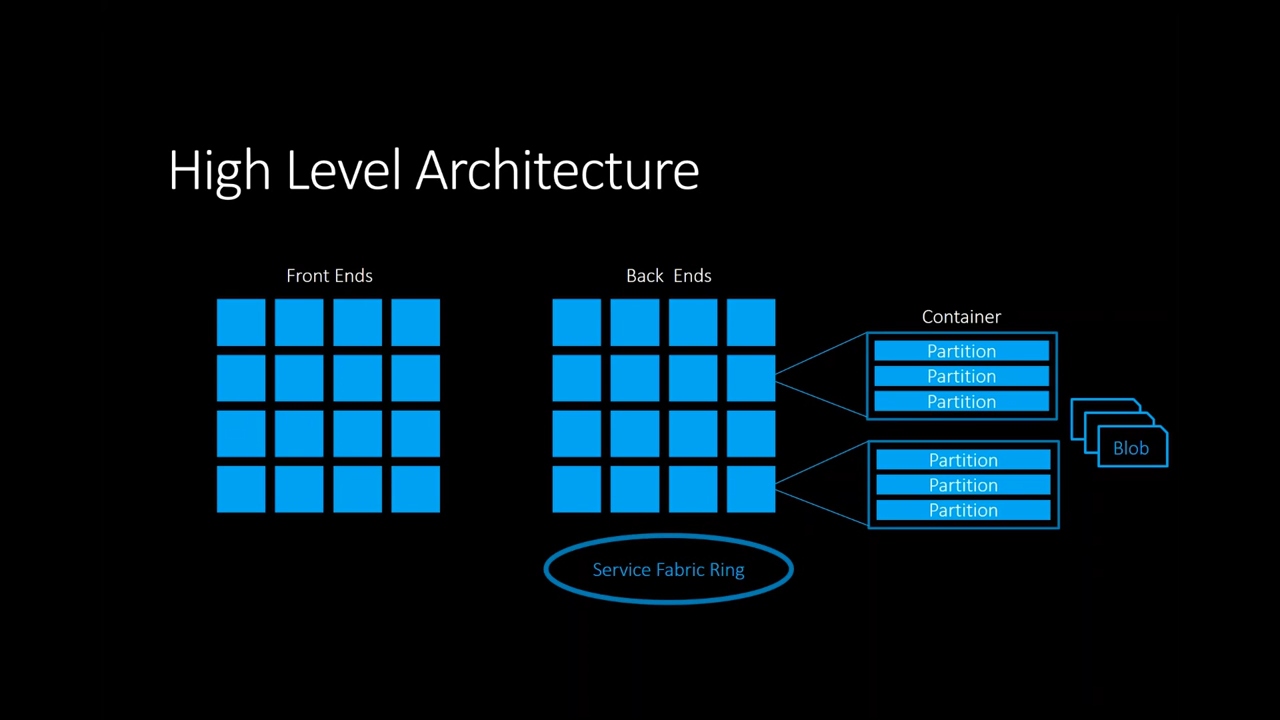 High Level Architecture
Front Ends
Back Ends
Container
Partition
Partition
Partition
Blob
Partition
Partition
Partition
Service Fabric Ring